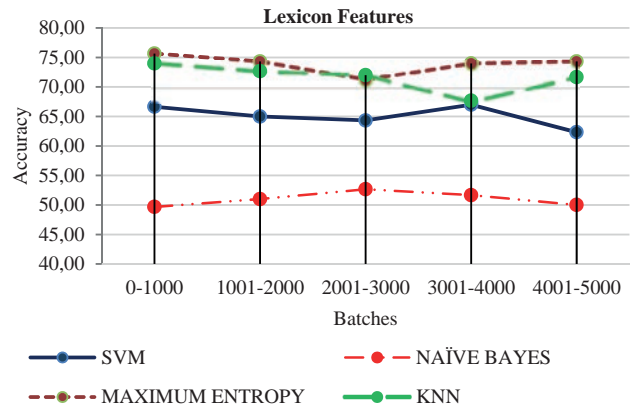 Lexicon Features
80,00
75,00
70,00
65,00
60,00
55,00
50,00
45,00
40,00
Accuracy
0-1000 1001-2000 2001-3000 3001-4000 4001-5000
Batches
SVM NAÏVE BAYES
MAXIMUM ENTROPY KNN